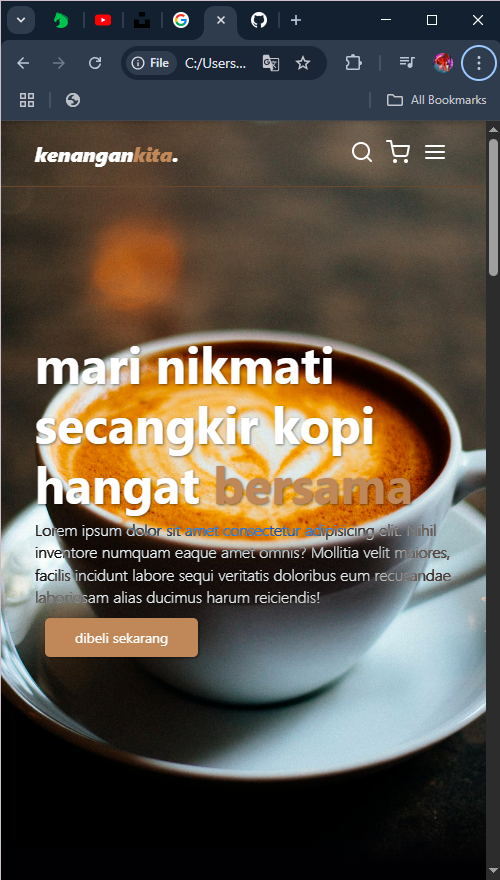 File
C:/Users...
All Bookmarks
kenangankita.
mari nikmati
secangkir kopi
hangat bersama
Lorem ipsum dolor sit amet consectetur adipisicing elit. Nihil
inventore numquam eaque amet omnis? Mollitia velit maiores,
facilis incidunt labore sequi veritatis doloribus eum recusandae
laboriosam alias ducimus harum reiciendis!
dibeli sekarang